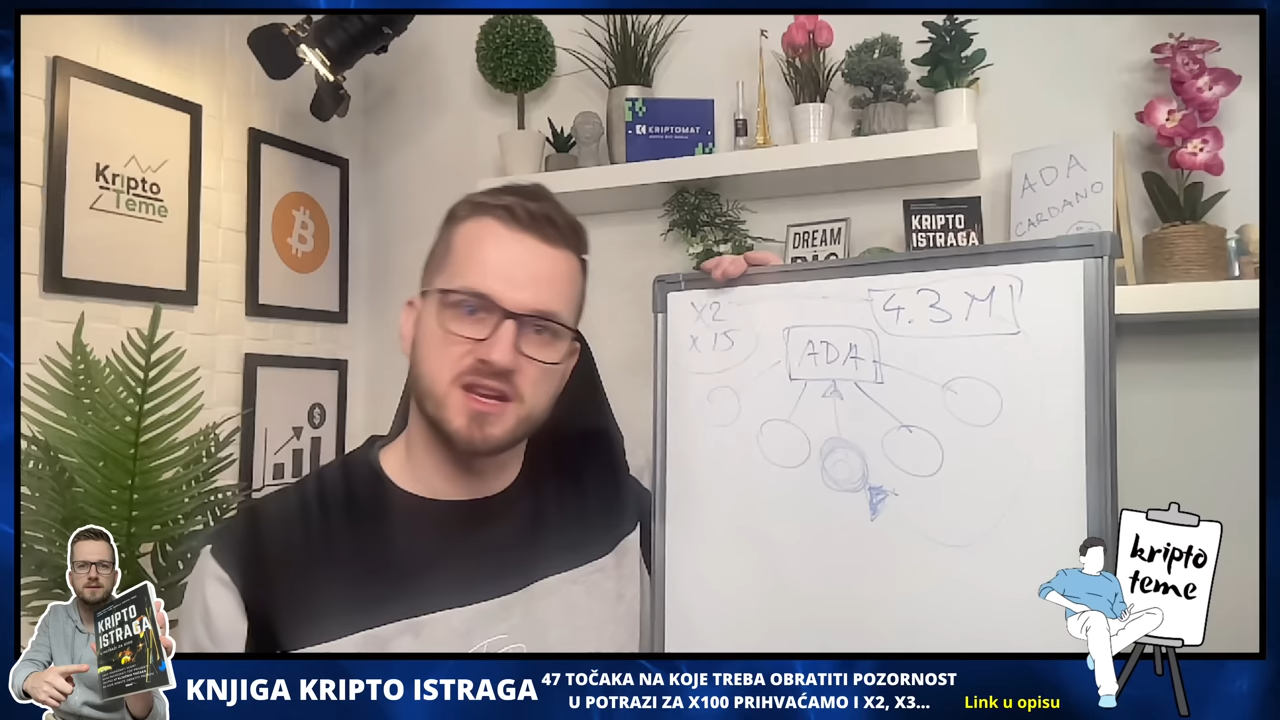 Kripto
Teme
KRIPTOMAT
DREAM
KRIPTO
ISTRAGA
ADA
CARDANO
X2
X 15
4.3 M
ADA
kripto
teme
KRIPTO
ISTRAGA
KNJIGA KRIPTO ISTRAGA
47 TOČAKA NA KOJE TREBA OBRATITI POZORNOST
U POTRAZI ZA X100 PRIHVAĆAMO I X2, X3...
Link u opisu